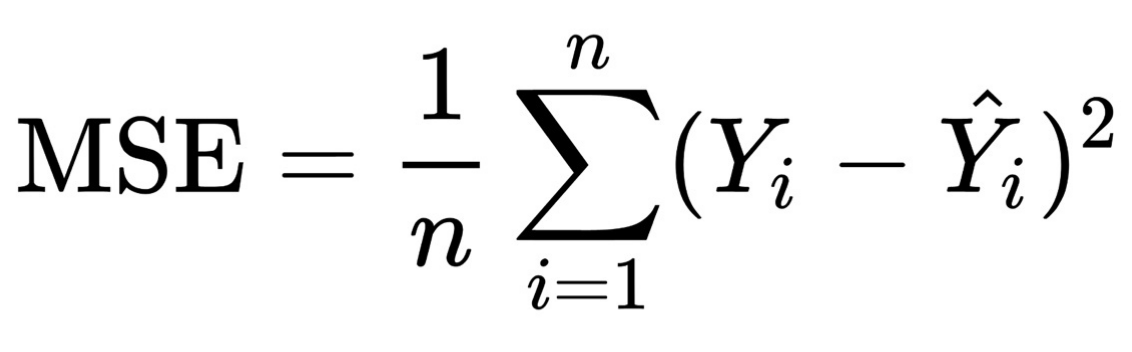 MSE = \frac{1}{n} \sum_{i=1}^{n} (Y_i - \hat{Y}_i)^2